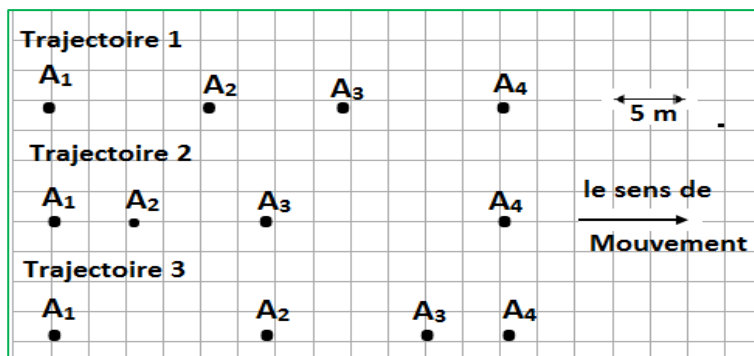 Trajectoire 1
A₁ A₂ A₃ A₄
5 m
Trajectoire 2
A₁ A₂ A₃ A₄
le sens de
Mouvement
Trajectoire 3
A₁ A₂ A₃ A₄